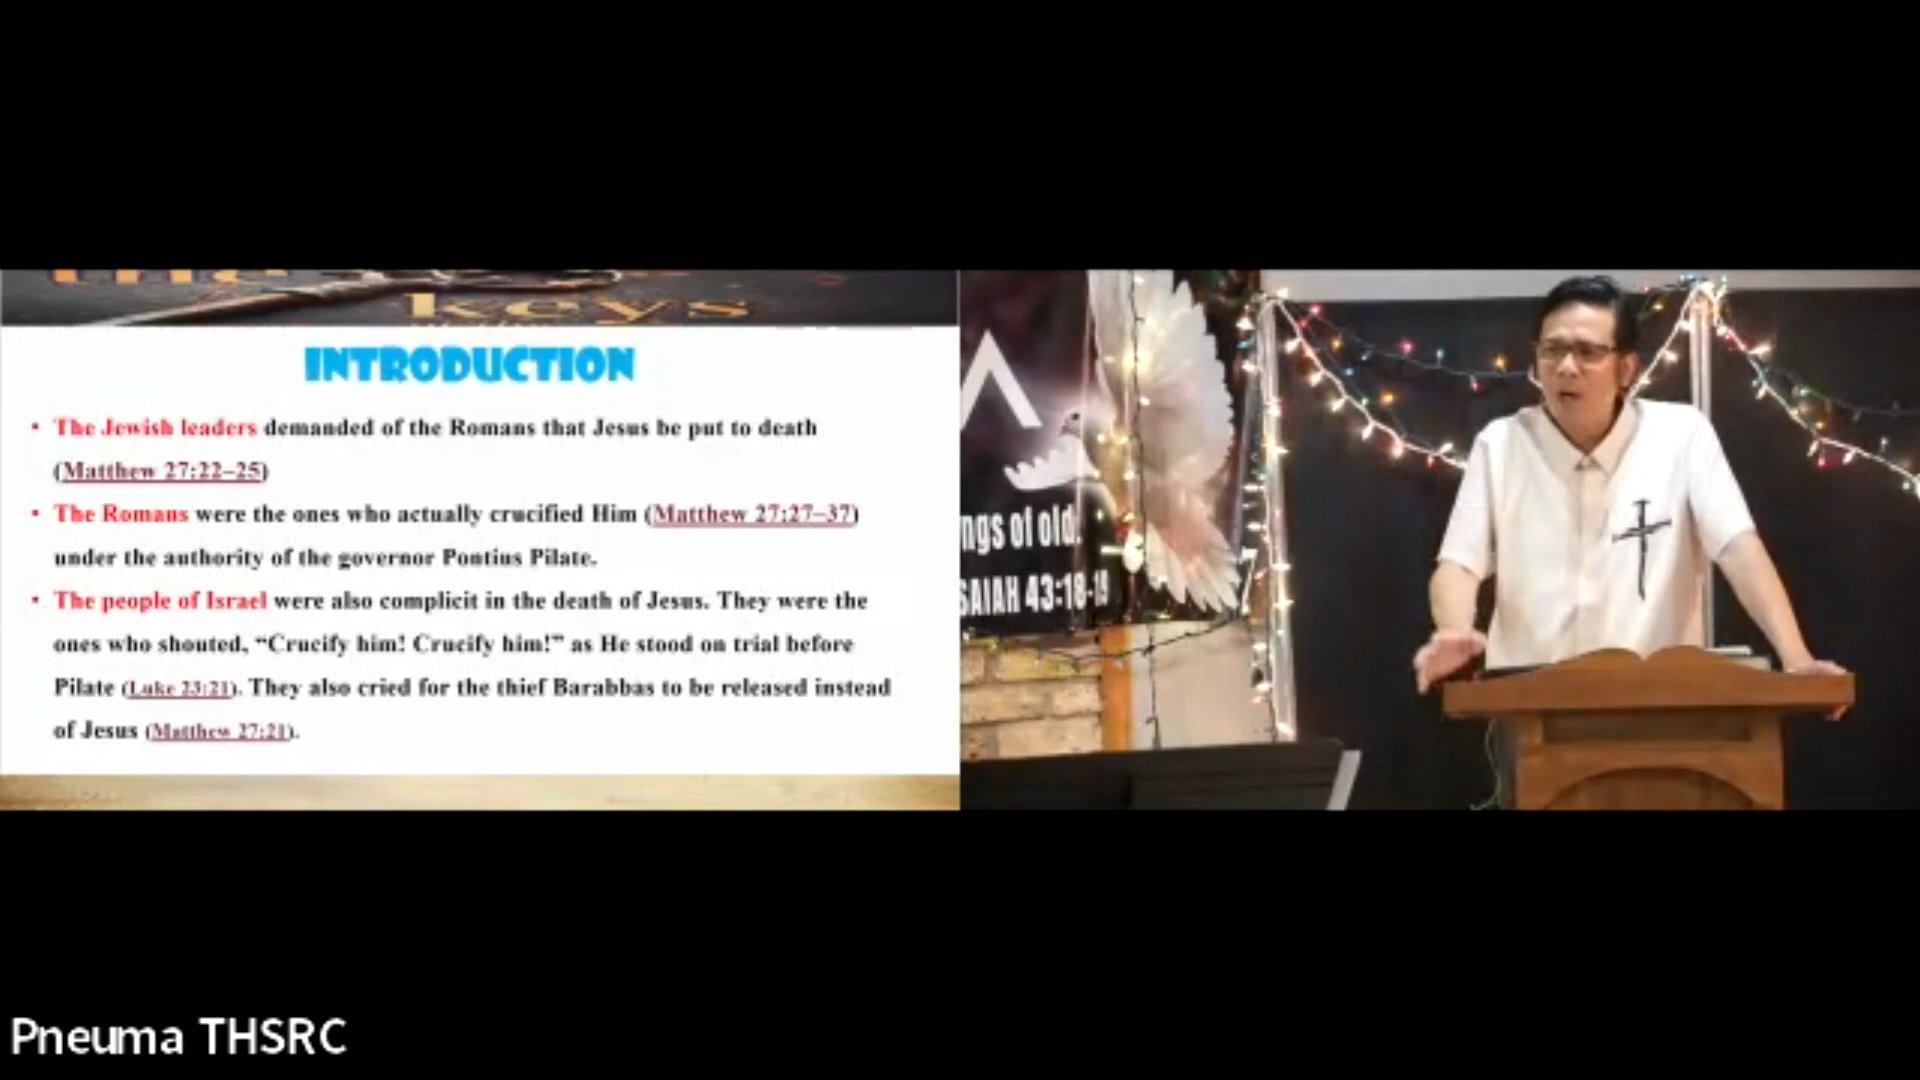 the
keys
INTRODUCTION
• The Jewish leaders demanded of the Romans that Jesus be put to death
(Matthew 27:22–25)
• The Romans were the ones who actually crucified Him (Matthew 27:27–37)
under the authority of the governor Pontius Pilate.
• The people of Israel were also complicit in the death of Jesus. They were the
ones who shouted, “Crucify him! Crucify him!” as He stood on trial before
Pilate (Luke 23:21). They also cried for the thief Barabbas to be released instead
of Jesus (Matthew 27:21).
ngs of old.
SAIAH 43:18-19
Pneuma THSRC